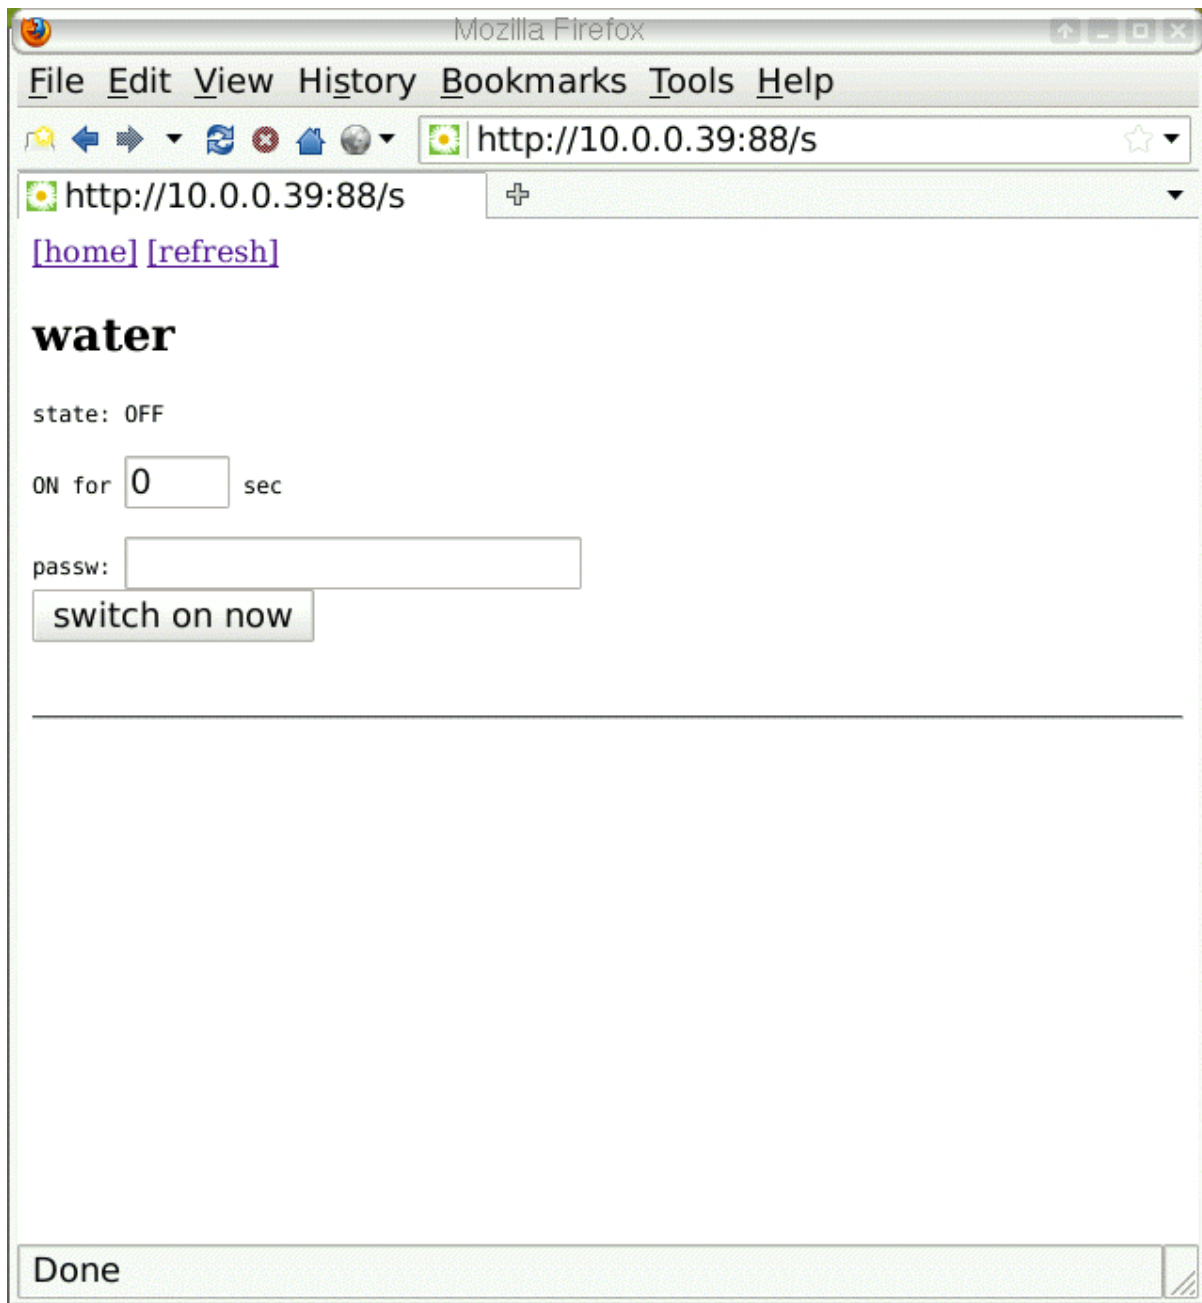 Mozilla Firefox
File Edit View History Bookmarks Tools Help
http://10.0.0.39:88/s
http://10.0.0.39:88/s
[home] [refresh]
water
state: OFF
ON for 0 sec
passw:
switch on now
Done